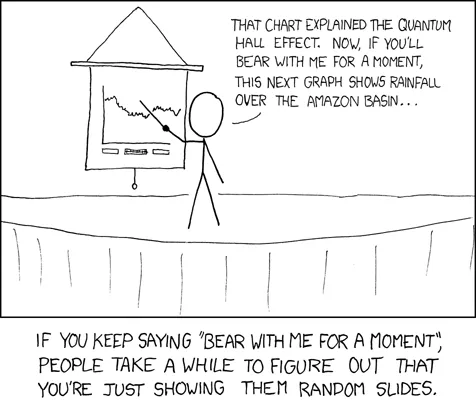 THAT CHART EXPLAINED THE QUANTUM
HALL EFFECT. NOW, IF YOU'LL
BEAR WITH ME FOR A MOMENT,
THIS NEXT GRAPH SHOWS RAINFALL
OVER THE AMAZON BASIN...
IF YOU KEEP SAYING "BEAR WITH ME FOR A MOMENT",
PEOPLE TAKE A WHILE TO FIGURE OUT THAT
YOU'RE JUST SHOWING THEM RANDOM SLIDES.